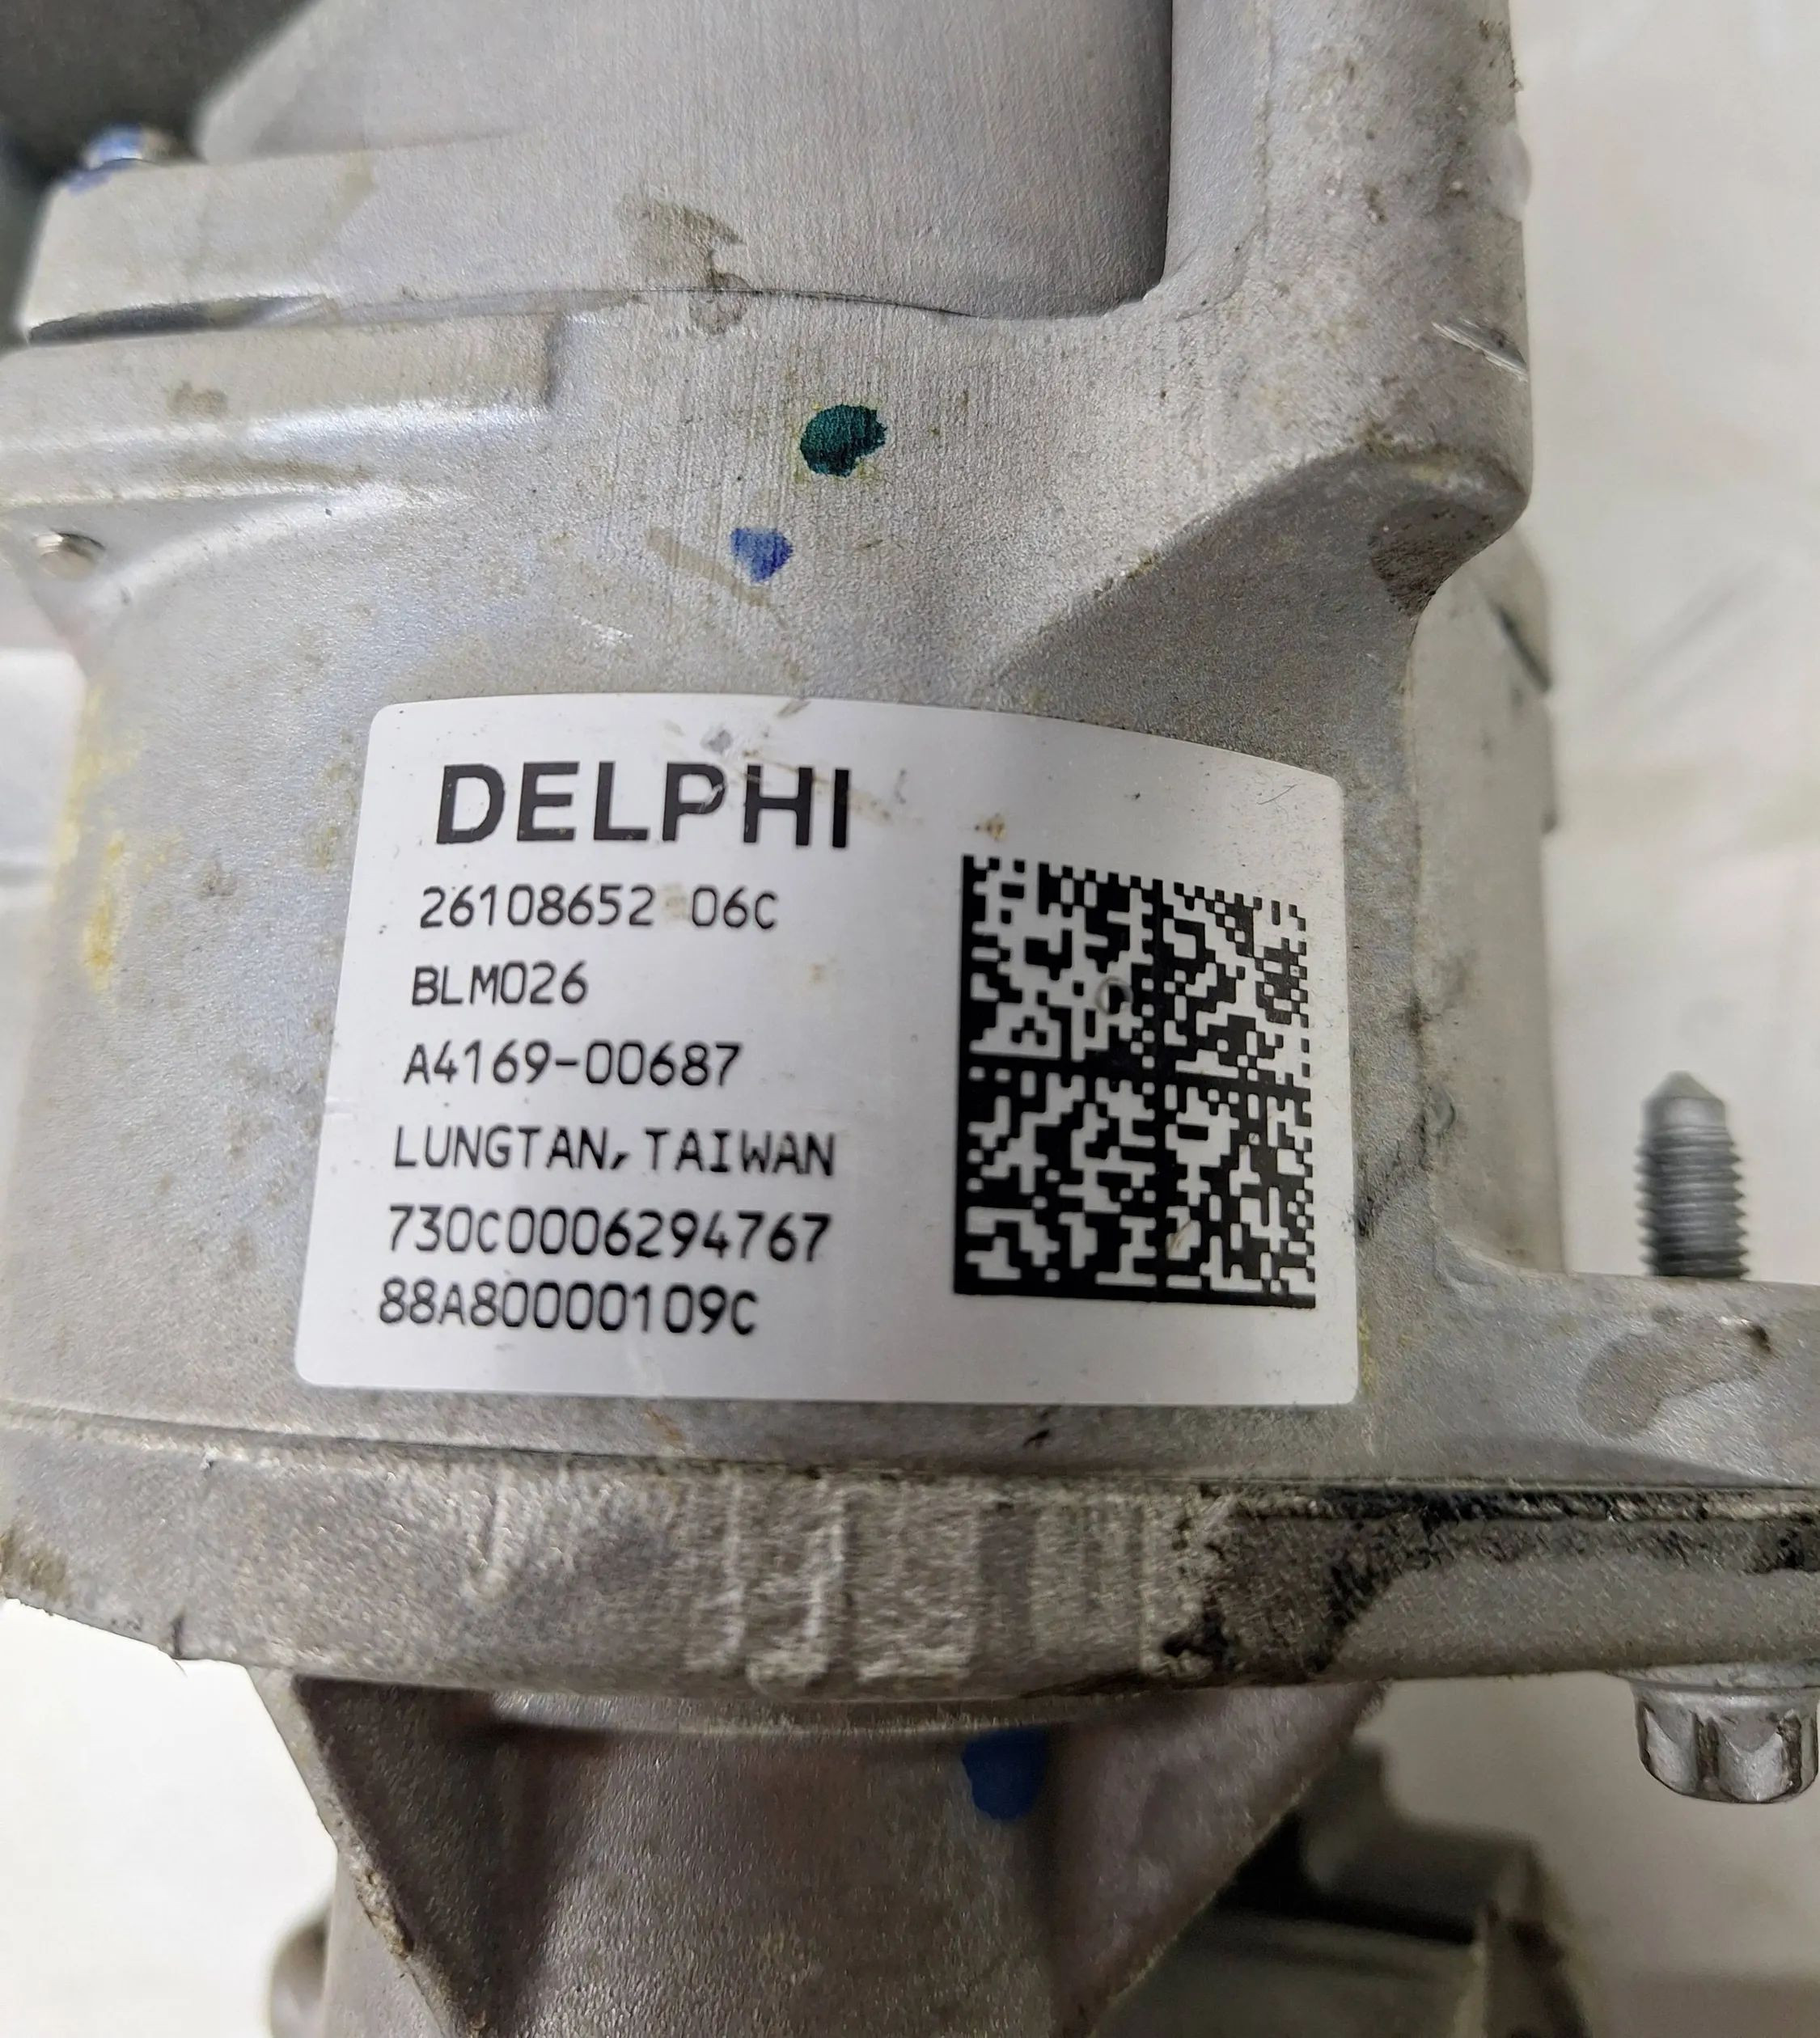 DELPHI
26108652 06C
BLM026
A4169-00687
LUNGTAN, TAIWAN
730C0006294767
88A80000109C